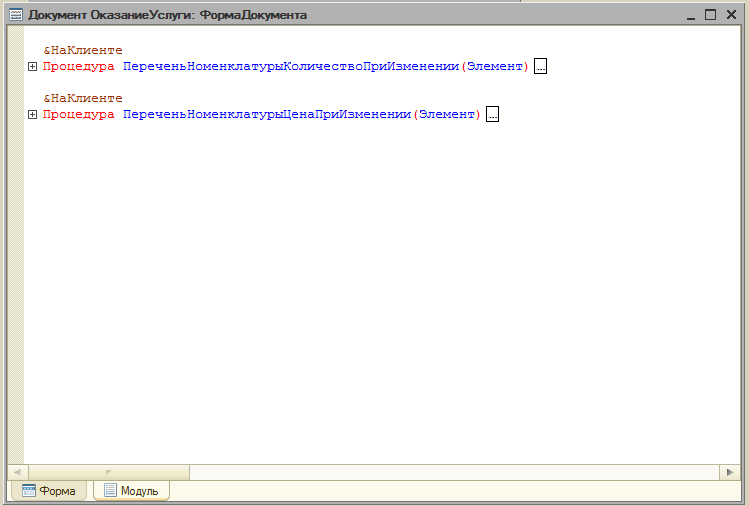 Документ ОказаниеУслуги: ФормаДокумента
&НаКлиенте
Процедура ПереченьНоменклатурыКоличествоПриИзменении(Элемент) ...
&НаКлиенте
Процедура ПереченьНоменклатурыЦенаПриИзменении(Элемент) ...
Форма Модуль